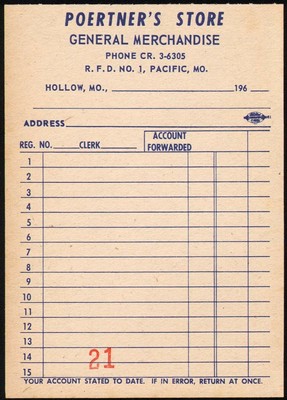 POERTNER'S STORE
GENERAL MERCHANDISE
PHONE CR. 3-6305
R. F. D. NO. 1, PACIFIC, MO.
HOLLOW, MO., 196
ADDRESS
REG. NO. CLERK ACCOUNT FORWARDED
1
2
3
4
5
6
7
8
9
10
11
12
13
14
21
15
YOUR ACCOUNT STATED TO DATE. IF IN ERROR, RETURN AT ONCE.